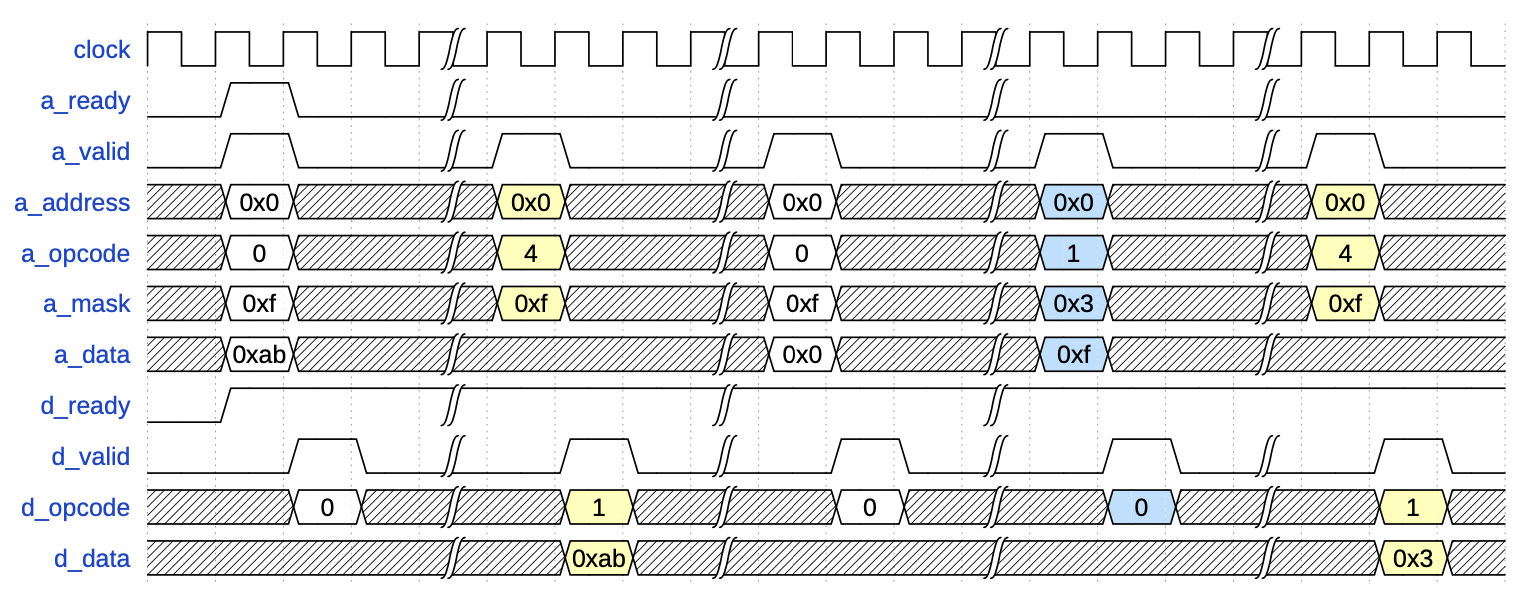 clock
a_ready
a_valid
a_address 0x0 0x0 0x0 0x0 0x0
a_opcode 0 4 0 1 4
a_mask 0xf 0xf 0xf 0x3 0xf
a_data 0xab 0x0 0xf
d_ready
d_valid
d_opcode 0 1 0 0 1
d_data 0xab 0x3